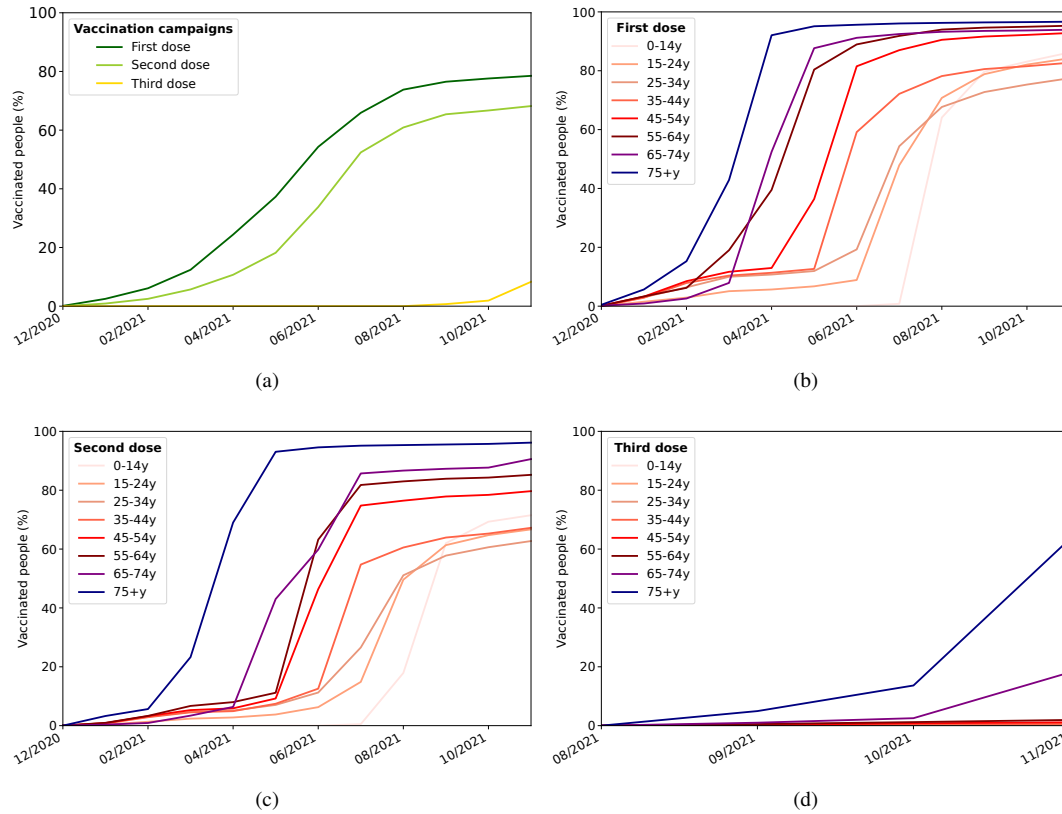 100
80
60
40
20
0
Vaccinated people (%)
Vaccination campaigns
First dose
Second dose
Third dose
12/2020
02/2021
04/2021
06/2021
08/2021
10/2021
(a)
100
80
60
40
20
0
Vaccinated people (%)
First dose
0-14y
15-24y
25-34y
35-44y
45-54y
55-64y
65-74y
75+y
12/2020
02/2021
04/2021
06/2021
08/2021
10/2021
(b)
100
80
60
40
20
0
Vaccinated people (%)
Second dose
0-14y
15-24y
25-34y
35-44y
45-54y
55-64y
65-74y
75+y
12/2020
02/2021
04/2021
06/2021
08/2021
10/2021
(c)
100
80
60
40
20
0
Vaccinated people (%)
Third dose
0-14y
15-24y
25-34y
35-44y
45-54y
55-64y
65-74y
75+y
08/2021
09/2021
10/2021
11/2021
(d)